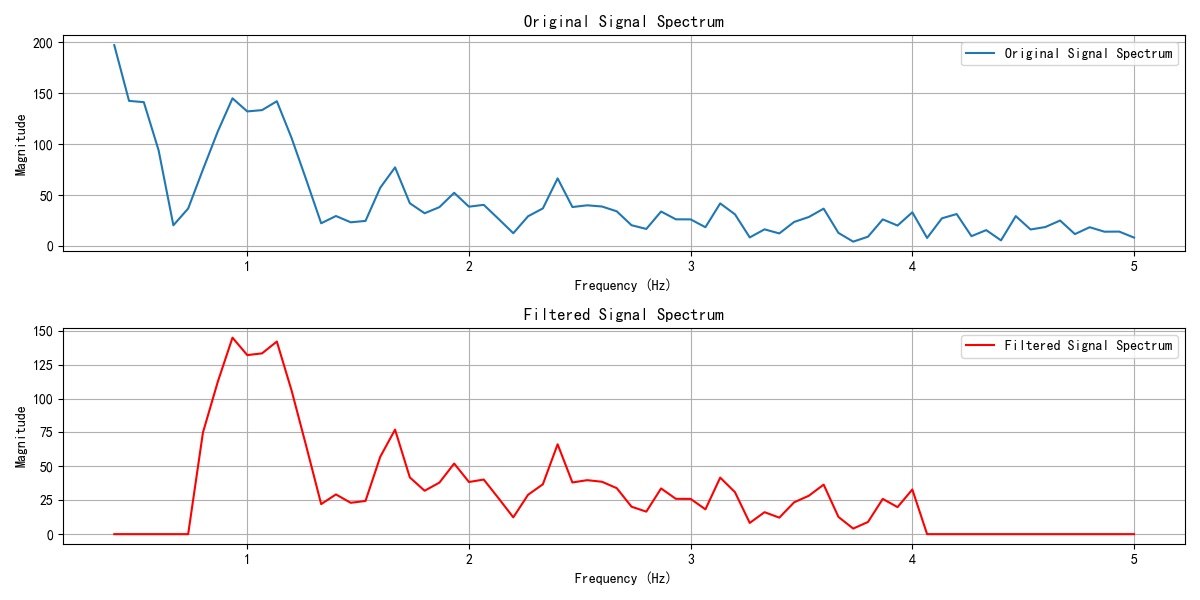 Original Signal Spectrum
200
150
100
50
0
Magnitude
Original Signal Spectrum
1 2 3 4 5
Frequency (Hz)
Filtered Signal Spectrum
150
125
100
75
50
25
0
Magnitude
Filtered Signal Spectrum
1 2 3 4 5
Frequency (Hz)